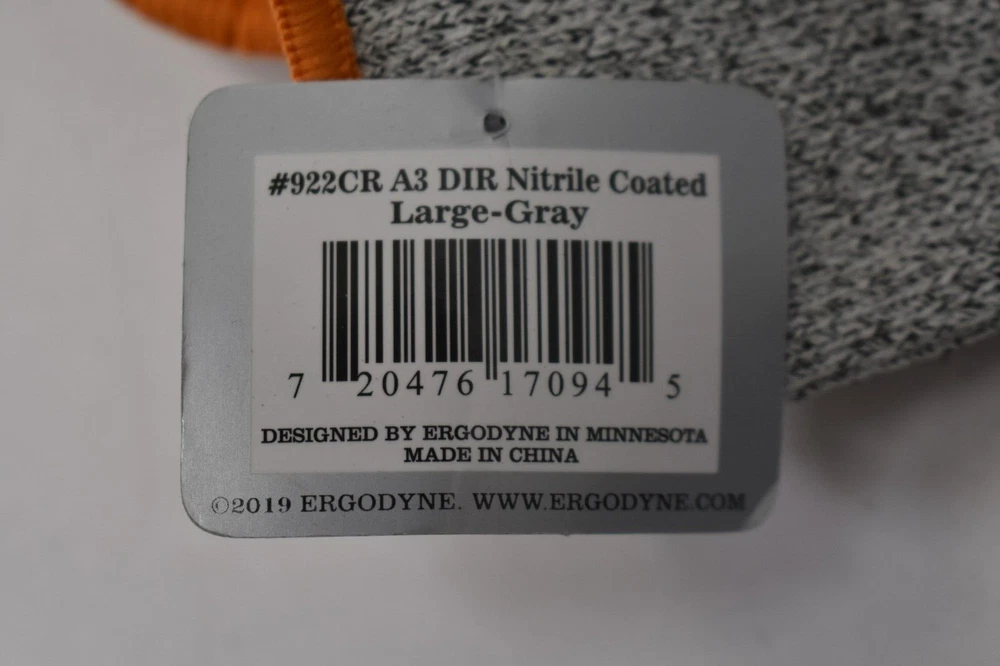 #922CR A3 DIR Nitrile Coated
Large-Gray
7 20476 17094 5
DESIGNED BY ERGODYNE IN MINNESOTA
MADE IN CHINA
©2019 ERGODYNE. WWW.ERGODYNE.COM